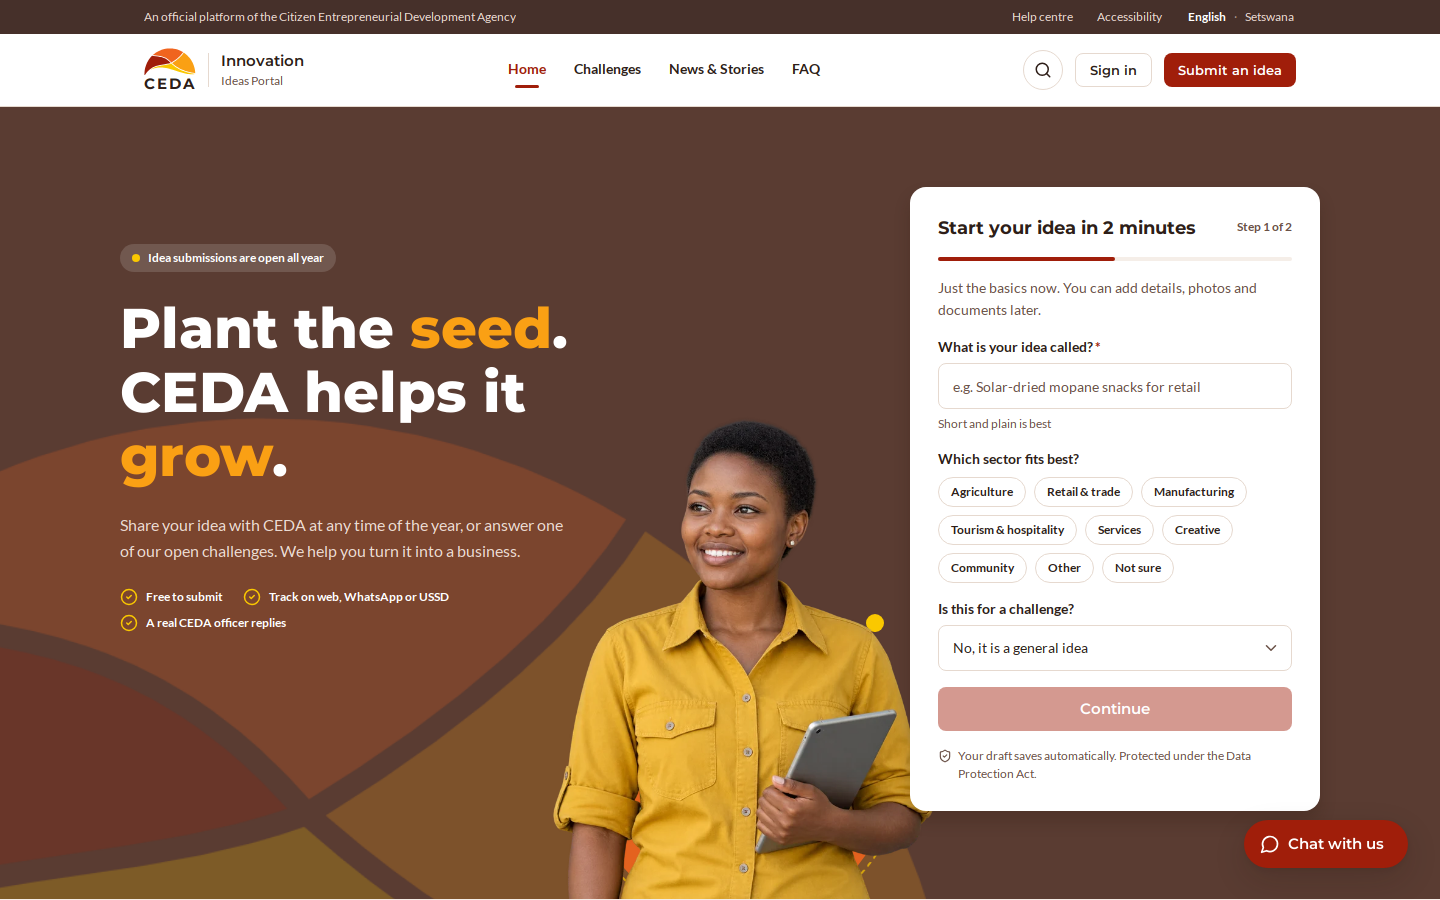 An official platform of the Citizen Entrepreneurial Development Agency
Help centre
Accessibility
English · Setswana
CEDA
Innovation
Ideas Portal
Home
Challenges
News & Stories
FAQ
Sign in
Submit an idea
Idea submissions are open all year
Plant the seed.
CEDA helps it
grow.
Share your idea with CEDA at any time of the year, or answer one
of our open challenges. We help you turn it into a business.
Free to submit
Track on web, WhatsApp or USSD
A real CEDA officer replies
Start your idea in 2 minutes
Step 1 of 2
Just the basics now. You can add details, photos and
documents later.
What is your idea called? *
e.g. Solar-dried mopane snacks for retail
Short and plain is best
Which sector fits best?
Agriculture
Retail & trade
Manufacturing
Tourism & hospitality
Services
Creative
Community
Other
Not sure
Is this for a challenge?
No, it is a general idea
Continue
Your draft saves automatically. Protected under the Data
Protection Act.
Chat with us